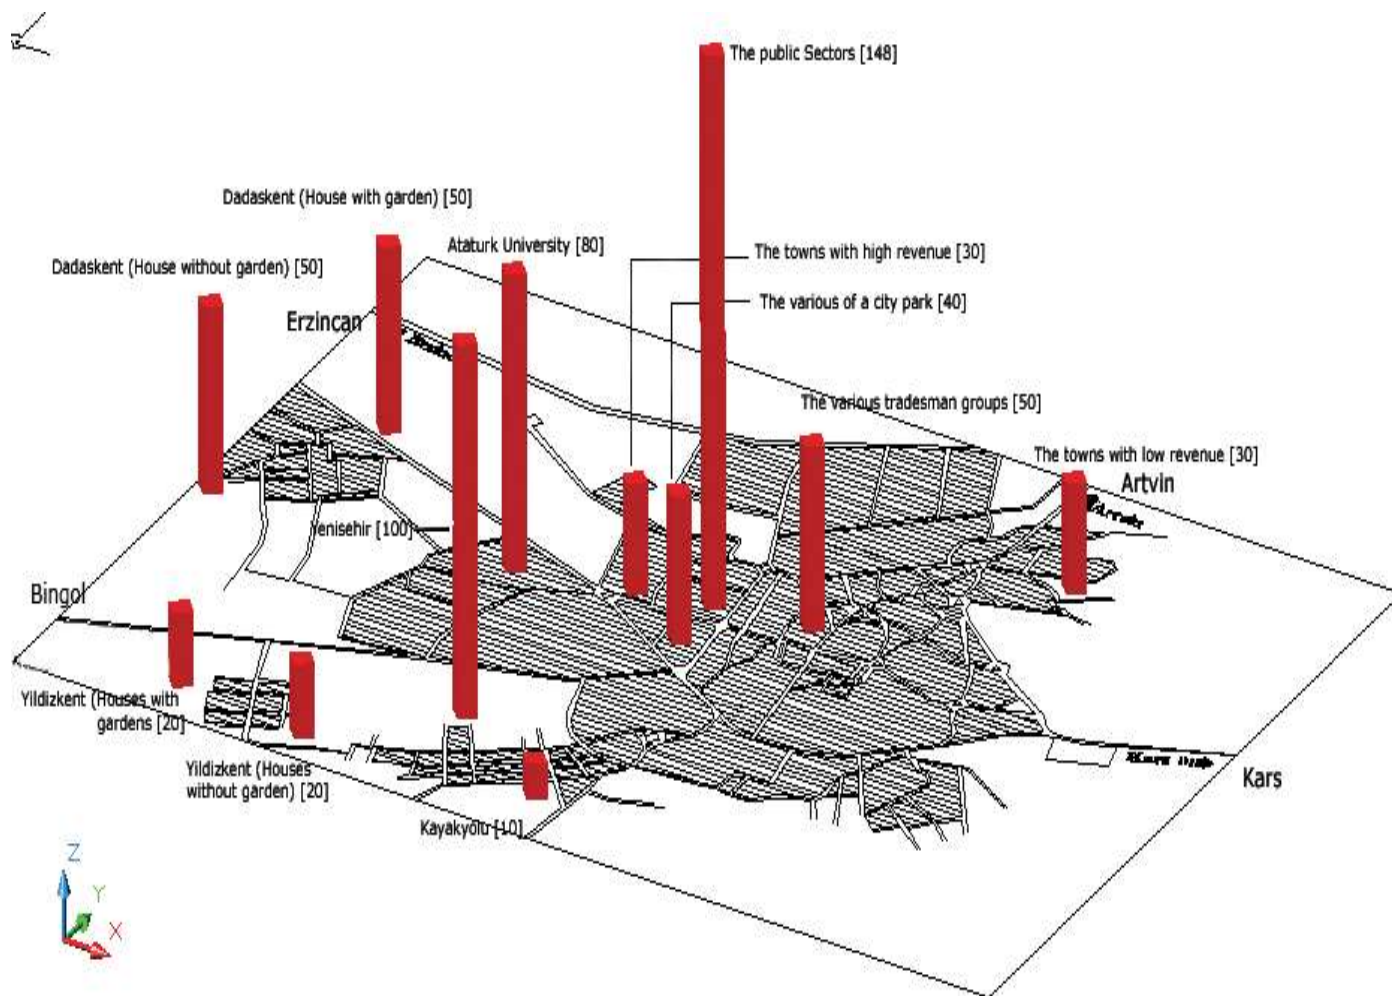 The public Sectors [148]
Dadaskent (House with garden) [50]
Ataturk University [80]
The towns with high revenue [30]
Dadaskent (House without garden) [50]
The various of a city park [40]
Erzincan
The various tradesman groups [50]
The towns with low revenue [30]
Artvin
Yenisehir [100]
Bingol
Yildizkent (Houses with
gardens [20]
Yildizkent (Houses
without garden) [20]
Kars
Kayakyolu [10]
Z
Y
X